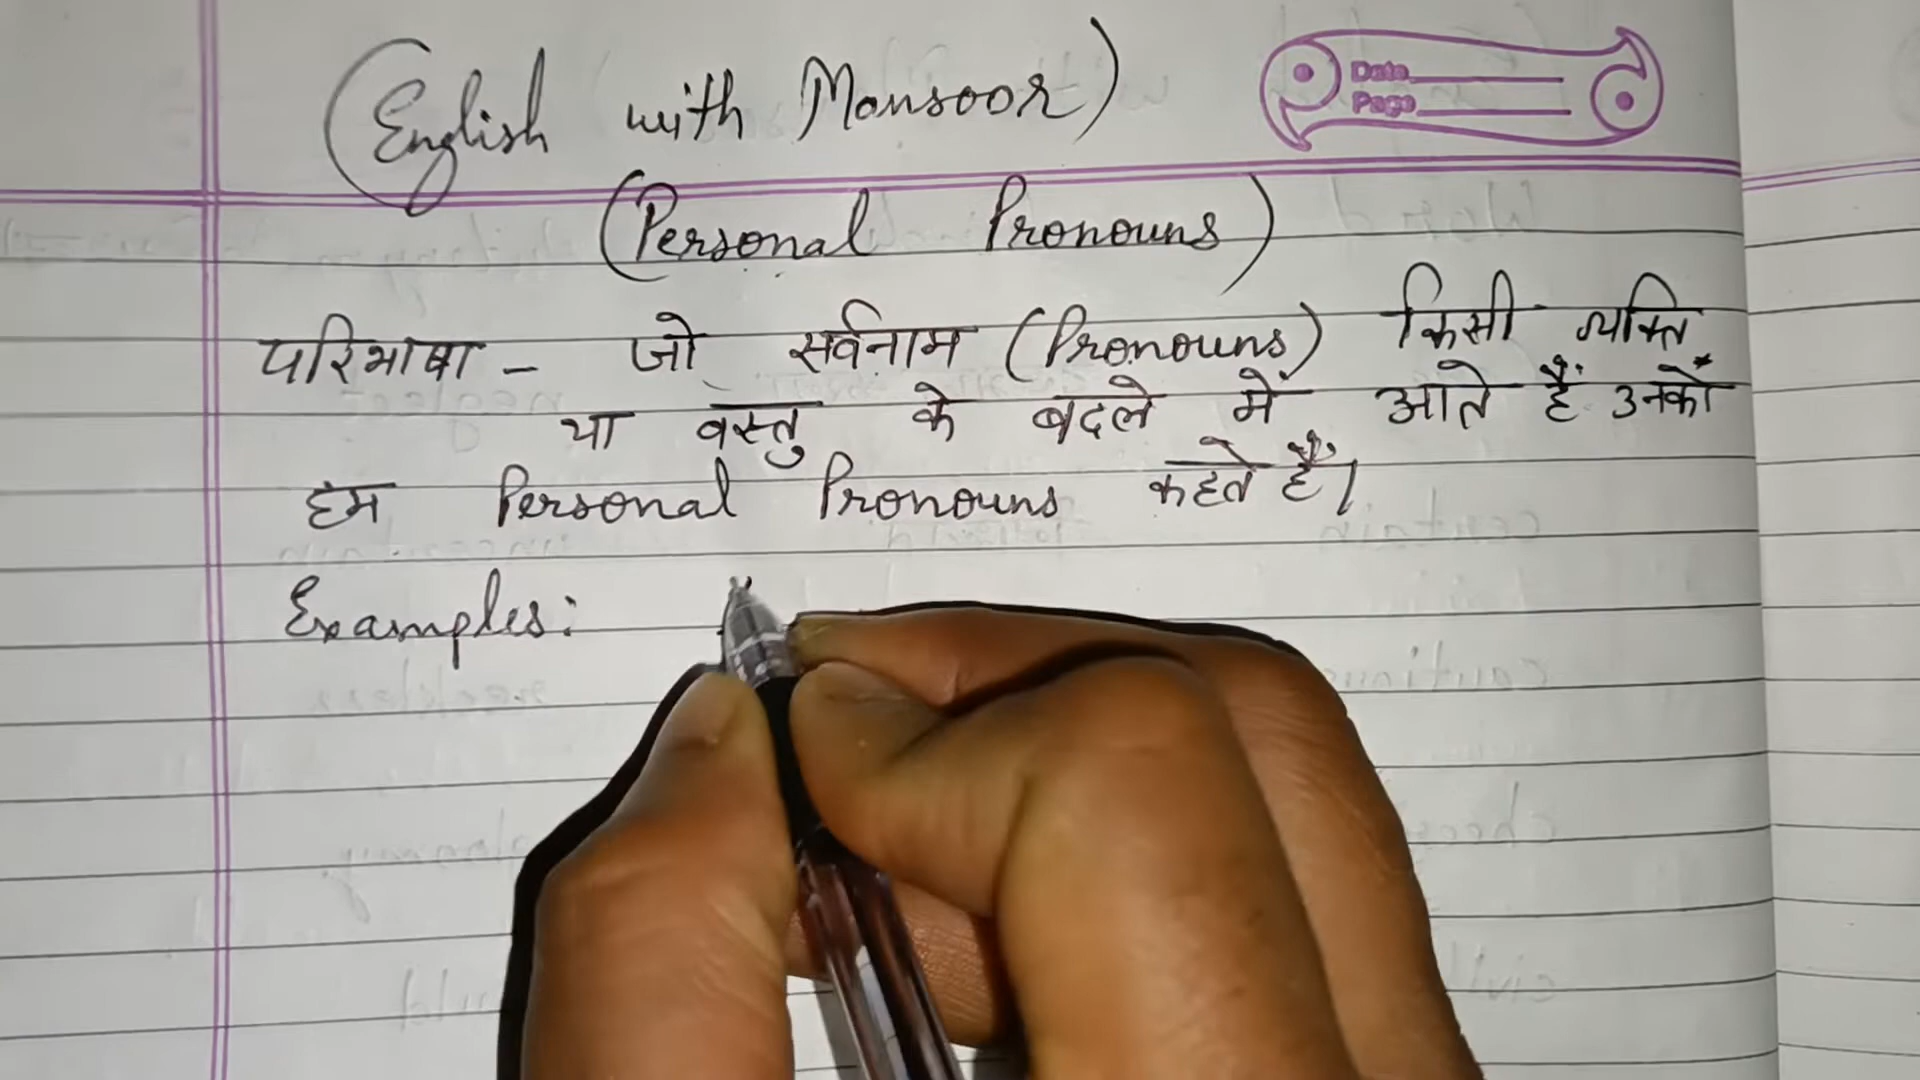 (English with Mansoor)
Date
Page
(Personal Pronouns)
परिभाषा - जो सर्वनाम (Pronouns) किसी व्यक्ति
या वस्तु के बदले में आते हैं उनको
हम Personal Pronouns कहते हैं।
Examples: